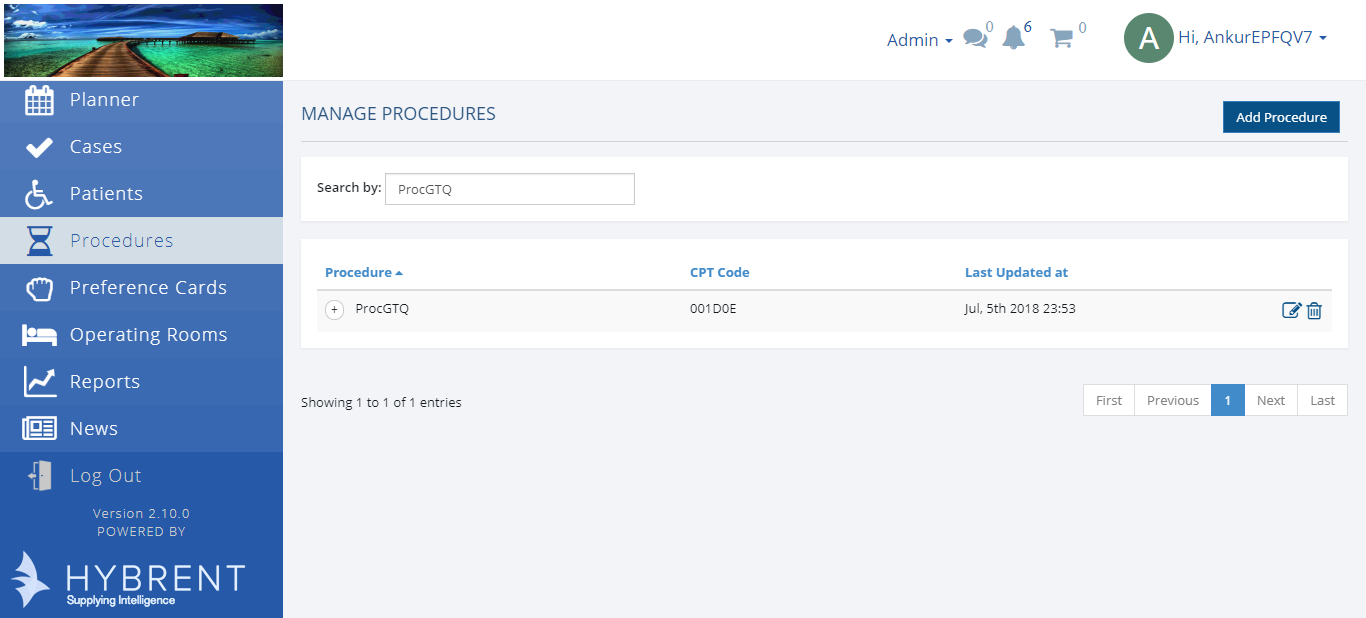 Admin 0 6 0 A Hi, AnkurEPFQV7
Planner
Cases
Patients
Procedures
Preference Cards
Operating Rooms
Reports
News
Log Out
Version 2.10.0
POWERED BY
HYBRENT
Supplying Intelligence
MANAGE PROCEDURES Add Procedure
Search by: ProcGTQ
Procedure CPT Code Last Updated at
+ ProcGTQ 001D0E Jul, 5th 2018 23:53
Showing 1 to 1 of 1 entries First Previous 1 Next Last